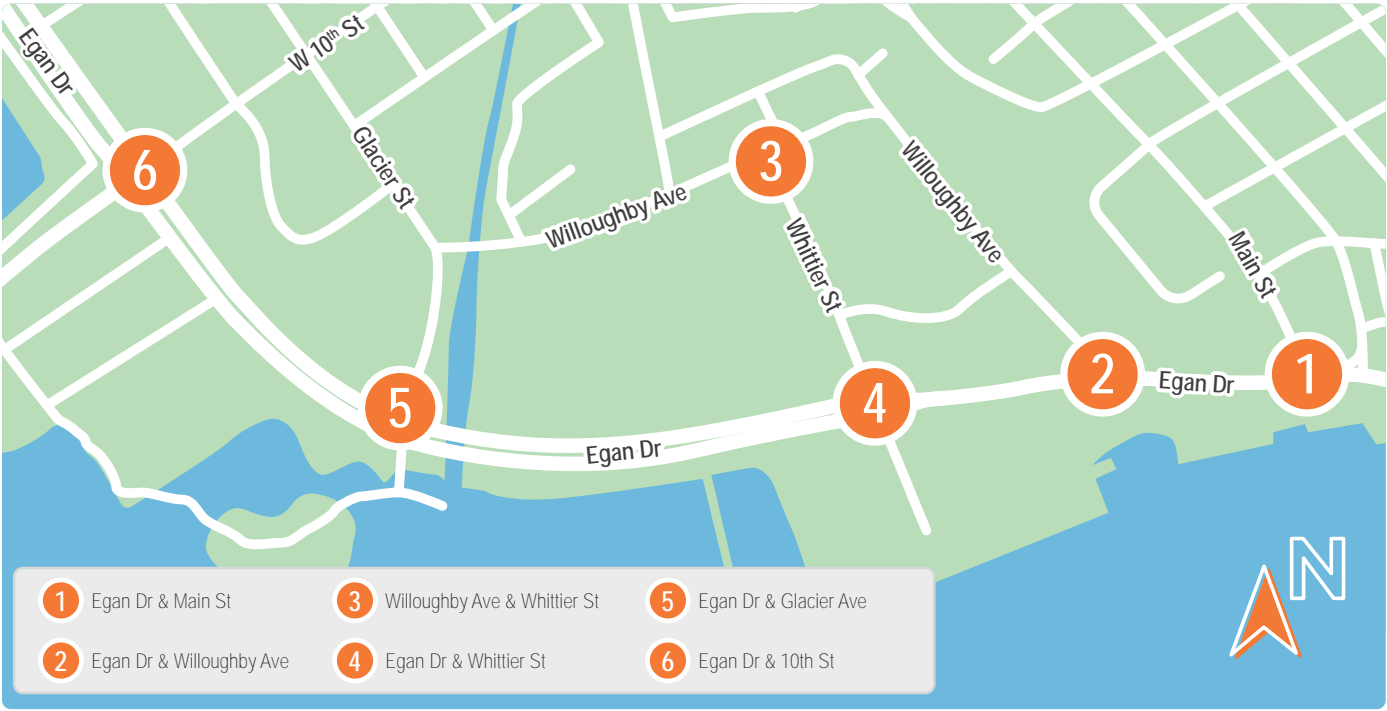 Egan Dr
W 10th St
6
Glacier St
3
Willoughby Ave
Willoughby Ave
Whittier St
Main St
5
4
2
Egan Dr
1
Egan Dr
N
1 Egan Dr & Main St
3 Willoughby Ave & Whittier St
5 Egan Dr & Glacier Ave
2 Egan Dr & Willoughby Ave
4 Egan Dr & Whittier St
6 Egan Dr & 10th St